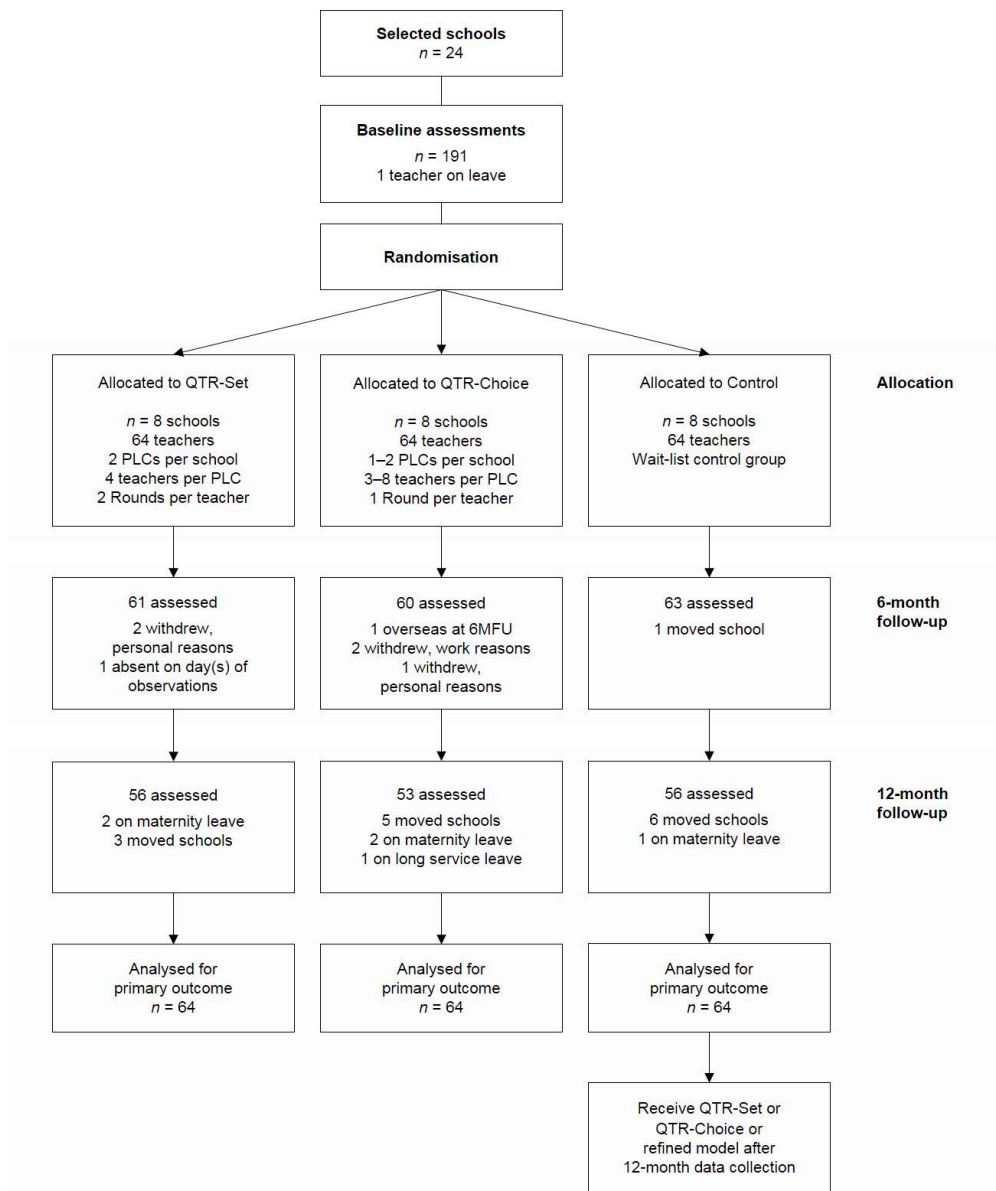 Selected schools
n = 24
Baseline assessments
n = 191
1 teacher on leave
Randomisation
Allocated to QTR-Set
n = 8 schools
64 teachers
2 PLCs per school
4 teachers per PLC
2 Rounds per teacher
Allocated to QTR-Choice
n = 8 schools
64 teachers
1–2 PLCs per school
3–8 teachers per PLC
1 Round per teacher
Allocated to Control
n = 8 schools
64 teachers
Wait-list control group
Allocation
61 assessed
2 withdrew,
personal reasons
1 absent on day(s) of
observations
60 assessed
1 overseas at 6MFU
2 withdrew, work reasons
1 withdrew,
personal reasons
63 assessed
1 moved school
6-month
follow-up
56 assessed
2 on maternity leave
3 moved schools
53 assessed
5 moved schools
2 on maternity leave
1 on long service leave
56 assessed
6 moved schools
1 on maternity leave
12-month
follow-up
Analysed for
primary outcome
n = 64
Analysed for
primary outcome
n = 64
Analysed for
primary outcome
n = 64
Receive QTR-Set or
QTR-Choice or
refined model after
12-month data collection